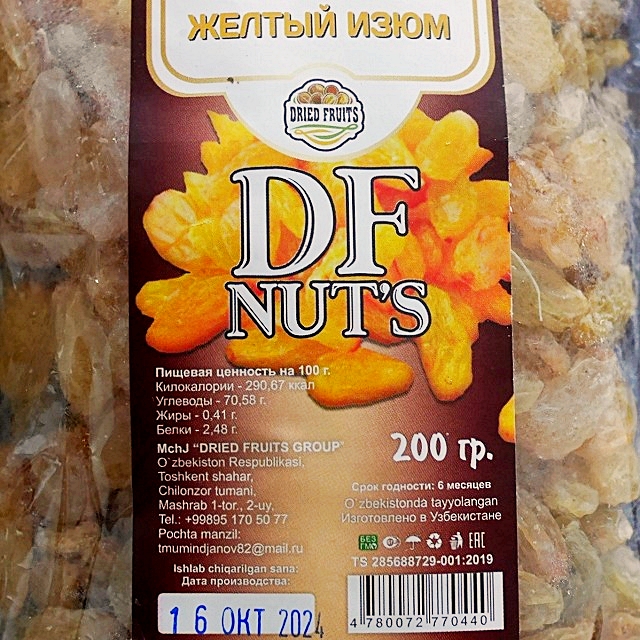 ЖЕЛТЫЙ ИЗЮМ
DRIED FRUITS
DF
NUT'S
Пищевая ценность на 100 г.
Килокалории - 290,67 ккал
Углеводы - 70,58 г.
Жиры - 0,41 г.
Белки - 2,48 г.
MchJ “DRIED FRUITS GROUP”
O`zbekiston Respublikasi,
Toshkent shahar,
Chilonzor tumani,
Mashrab 1-tor., 2-uy,
Tel.: +99895 170 50 77
Pochta manzil:
tmumindjanov82@mail.ru
Ishlab chiqarilgan sana:
Дата производства:
16 ОКТ 2024
200 гр.
Срок годности: 6 месяцев
O`zbekistonda tayyolangan
Изготовлено в Узбекистане
БЕЗ
ГМО
EAC
TS 285688729-001:2019
4 780072 770440